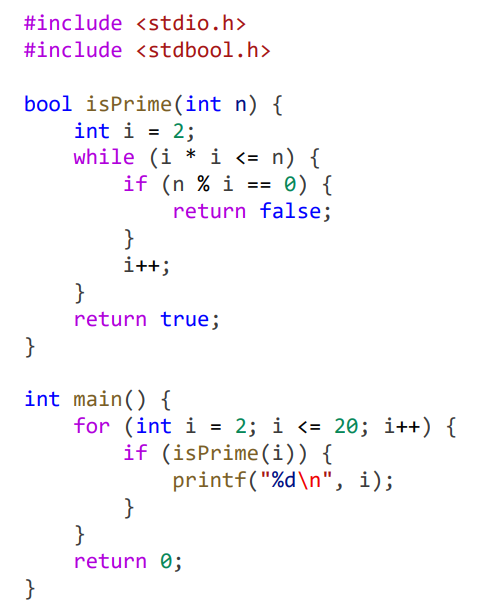 #include <stdio.h>
#include <stdbool.h>

bool isPrime(int n) {
    int i = 2;
    while (i * i <= n) {
        if (n % i == 0) {
            return false;
        }
        i++;
    }
    return true;
}

int main() {
    for (int i = 2; i <= 20; i++) {
        if (isPrime(i)) {
            printf("%d\n", i);
        }
    }
    return 0;
}